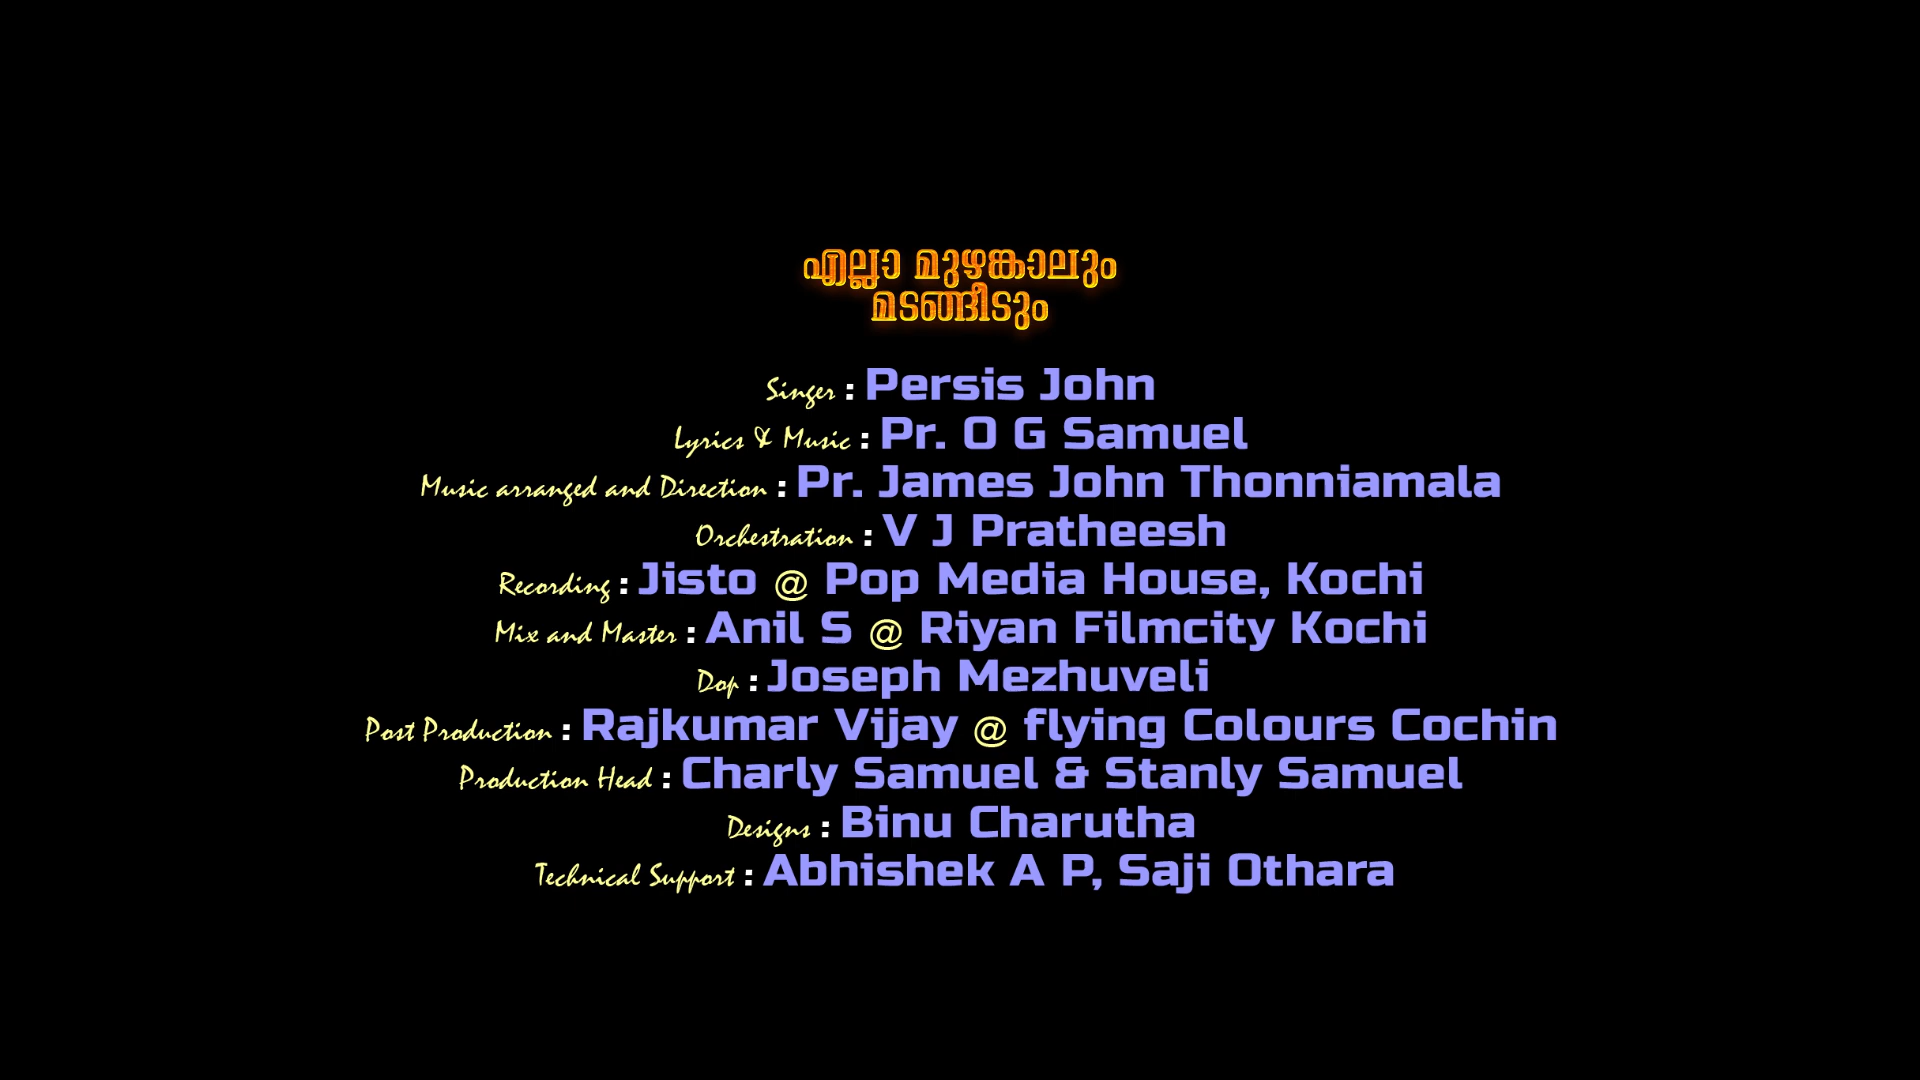 എല്ലാ മുഴങ്കാലും
മടങ്ങീടും
Singer : Persis John
Lyrics & Music : Pr. O G Samuel
Music arranged and Direction : Pr. James John Thonniamala
Orchestration : V J Pratheesh
Recording : Jisto @ Pop Media House, Kochi
Mix and Master : Anil S @ Riyan Filmcity Kochi
Dop : Joseph Mezhuveli
Post Production : Rajkumar Vijay @ flying Colours Cochin
Production Head : Charly Samuel & Stanly Samuel
Designs : Binu Charutha
Technical Support : Abhishek A P, Saji Othara